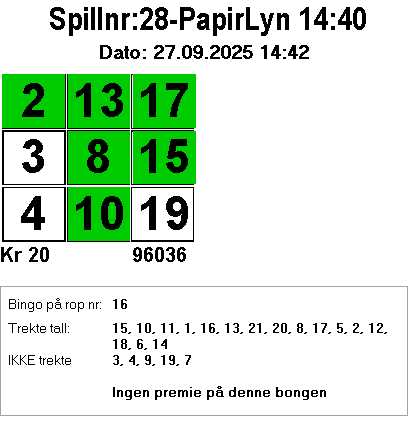 Spillnr:28-PapirLyn 14:40
Dato: 27.09.2025 14:42
2 13 17
3 8 15
4 10 19
Kr 20 96036
Bingo på rop nr: 16
Trekte tall: 15, 10, 11, 1, 16, 13, 21, 20, 8, 17, 5, 2, 12,
18, 6, 14
IKKE trekte 3, 4, 9, 19, 7
Ingen premie på denne bongen